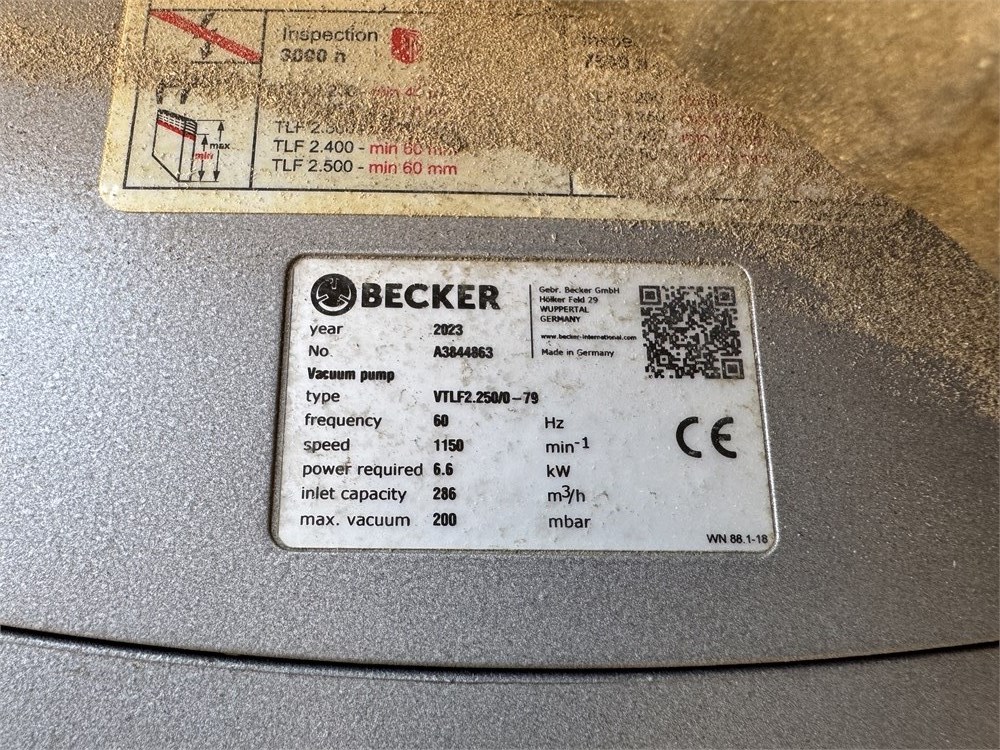 Inspection
3000 h
max
min
TLF 2.400 - min 60 mm
TLF 2.500 - min 60 mm
BECKER
Gebr. Becker GmbH
Hölker Feld 29
WUPPERTAL
GERMANY
www.becker-international.com
Made in Germany
year 2023
No. A3844863
Vacuum pump
type VTLF2.250/0-79
frequency 60 Hz
speed 1150 min-1
power required 6.6 kW
inlet capacity 286 m3/h
max. vacuum 200 mbar
CE
WN 88.1-18